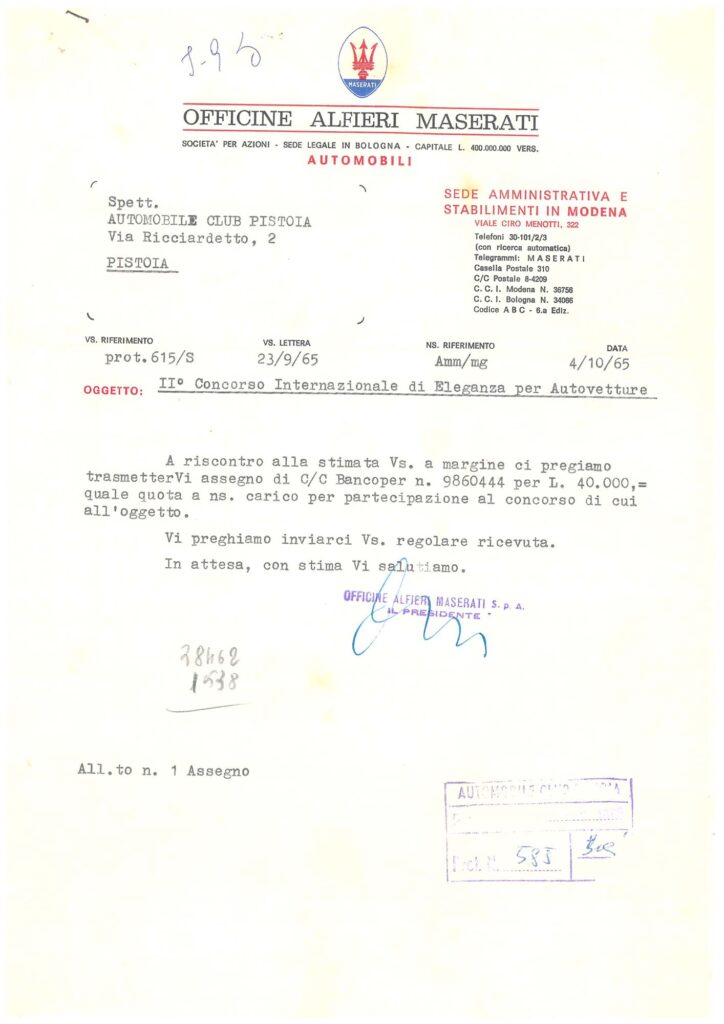 MASERATI
OFFICINE ALFIERI MASERATI
SOCIETA' PER AZIONI - SEDE LEGALE IN BOLOGNA - CAPITALE L. 400.000.000 VERS.
AUTOMOBILI
Spett.
AUTOMOBILE CLUB PISTOIA
Via Ricciardetto, 2
PISTOIA
SEDE AMMINISTRATIVA E
STABILIMENTI IN MODENA
VIALE CIRO MENOTTI, 322
Telefoni 30-101/2/3
(con ricerca automatica)
Telegrammi: MASERATI
Casella Postale 310
C/C Postale 8-4209
C. C. I. Modena N. 36756
C. C. I. Bologna N. 34066
Codice A B C - 6.a Ediz.
VS. RIFERIMENTO VS. LETTERA NS. RIFERIMENTO DATA
prot.615/S 23/9/65 Amm/mg 4/10/65
OGGETTO: II° Concorso Internazionale di Eleganza per Autovetture
A riscontro alla stimata Vs. a margine ci pregiamo
trasmetterVi assegno di C/C Bancoper n. 9860444 per L. 40.000,=
quale quota a ns. carico per partecipazione al concorso di cui
all'oggetto.
Vi preghiamo inviarci Vs. regolare ricevuta.
In attesa, con stima Vi salutiamo.
OFFICINE ALFIERI MASERATI S. p. A.
IL PRESIDENTE
28462
1538
All.to n. 1 Assegno
AUTOMOBILE CLUB
Prot. N. 585